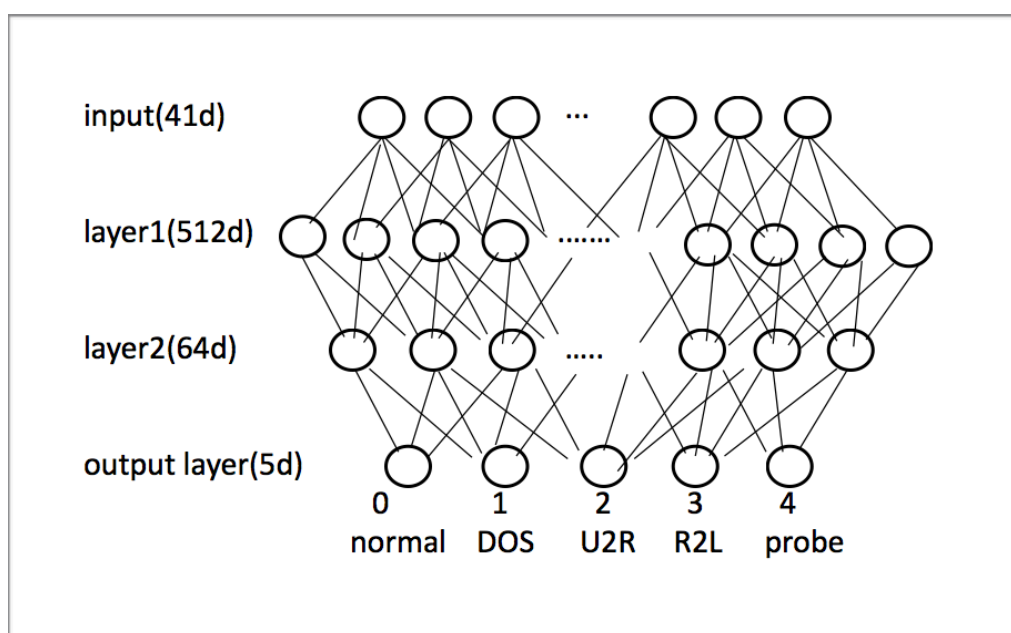 input(41d)
...
layer1(512d)
.......
layer2(64d)
.....
output layer(5d)
0 1 2 3 4
normal DOS U2R R2L probe